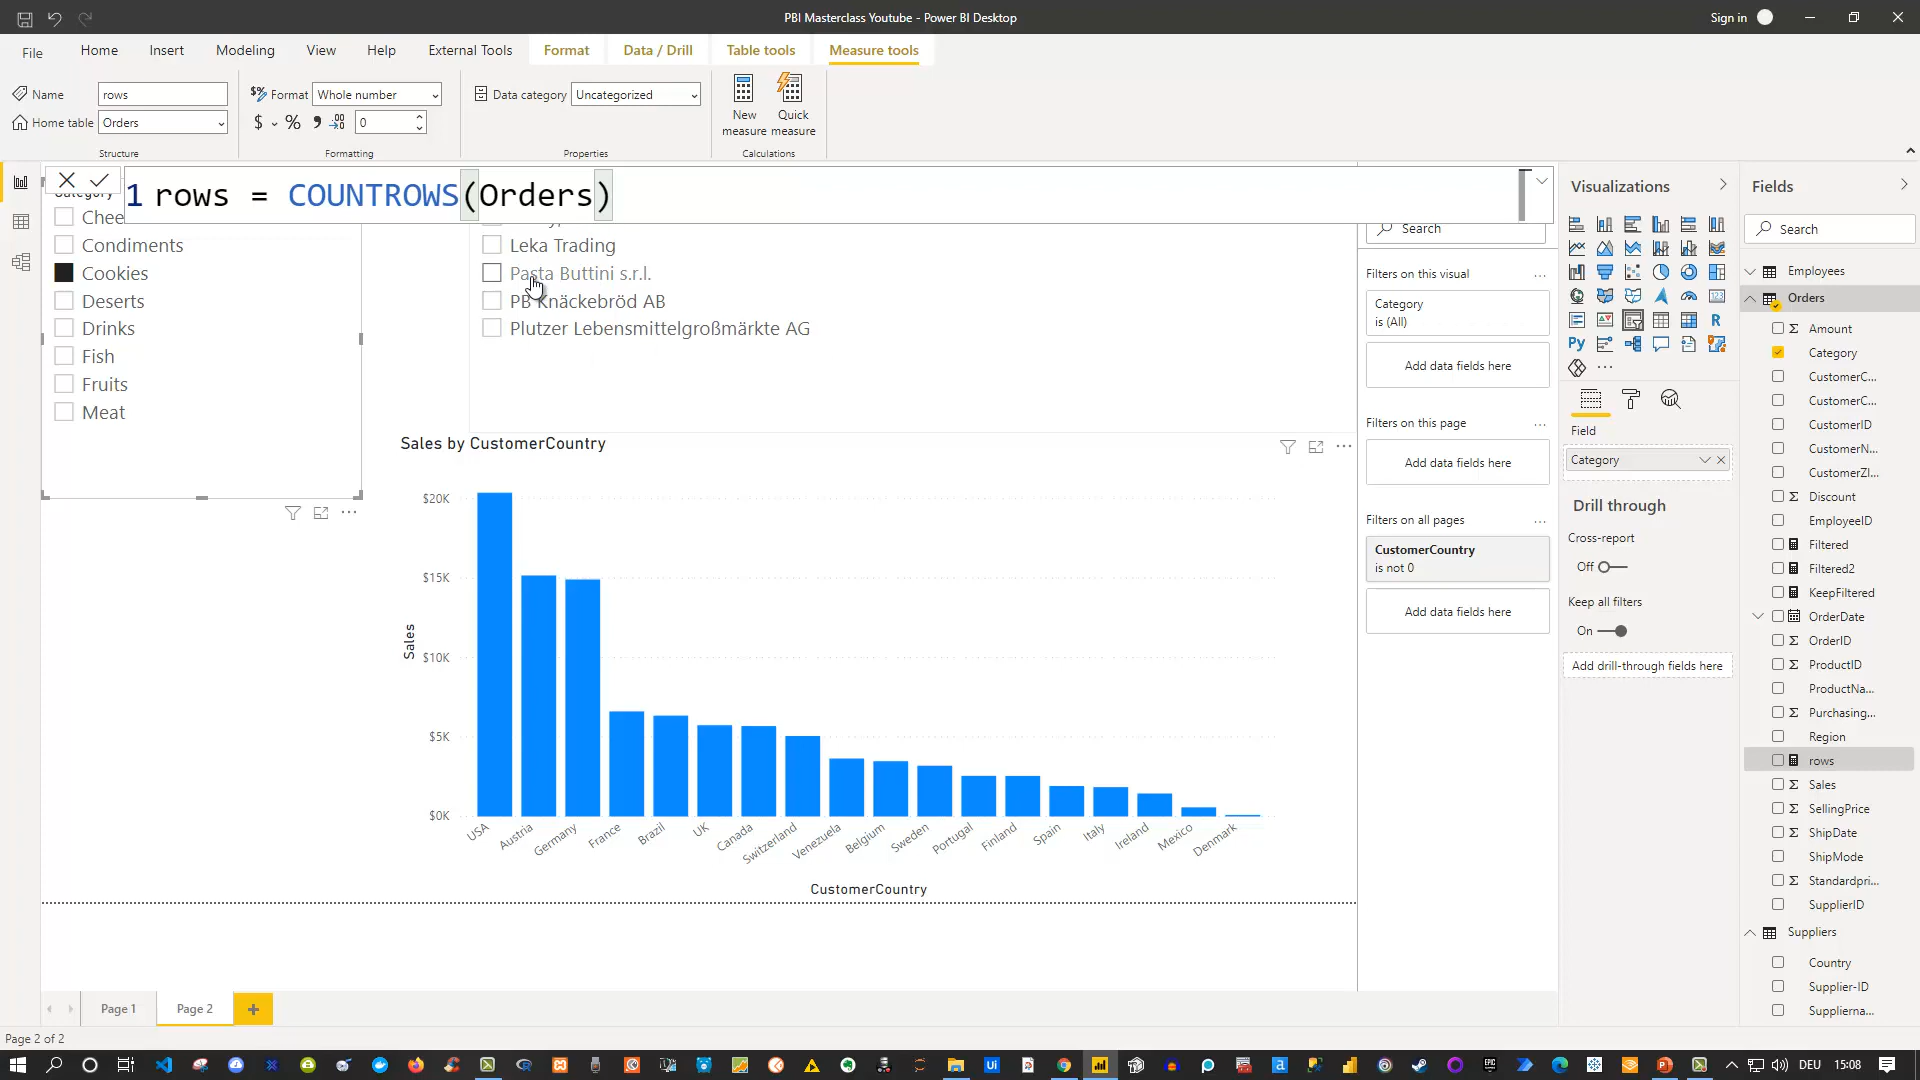 PBI Masterclass Youtube - Power BI Desktop
Sign in
File
Home
Insert
Modeling
View
Help
External Tools
Format
Data / Drill
Table tools
Measure tools
Name
rows
Home table
Orders
Structure
Format
Whole number
$
%
0
Formatting
Data category
Uncategorized
Properties
New
measure
Quick
measure
Calculations
1 rows = COUNTROWS(Orders)
Chee
Condiments
Cookies
Deserts
Drinks
Fish
Fruits
Meat
Leka Trading
Pasta Buttini s.r.l.
PB Knäckebröd AB
Plutzer Lebensmittelgroßmärkte AG
Sales by CustomerCountry
$20K
$15K
$10K
$5K
$0K
Sales
USA
Austria
Germany
France
Brazil
UK
Canada
Switzerland
Venezuela
Belgium
Sweden
Portugal
Finland
Spain
Italy
Ireland
Mexico
Denmark
CustomerCountry
Search
Filters on this visual
Category
is (All)
Add data fields here
Filters on this page
Add data fields here
Filters on all pages
CustomerCountry
is not 0
Add data fields here
Visualizations
R
Py
Field
Category
Drill through
Cross-report
Off
Keep all filters
On
Add drill-through fields here
Fields
Search
Employees
Orders
Amount
Category
CustomerC...
CustomerC...
CustomerID
CustomerN...
CustomerZI...
Discount
EmployeeID
Filtered
Filtered2
KeepFiltered
OrderDate
OrderID
ProductID
ProductNa...
Purchasing...
Region
rows
Sales
SellingPrice
ShipDate
ShipMode
Standardpri...
SupplierID
Suppliers
Country
Supplier-ID
Supplierna...
Page 1
Page 2
Page 2 of 2
DEU
15:08